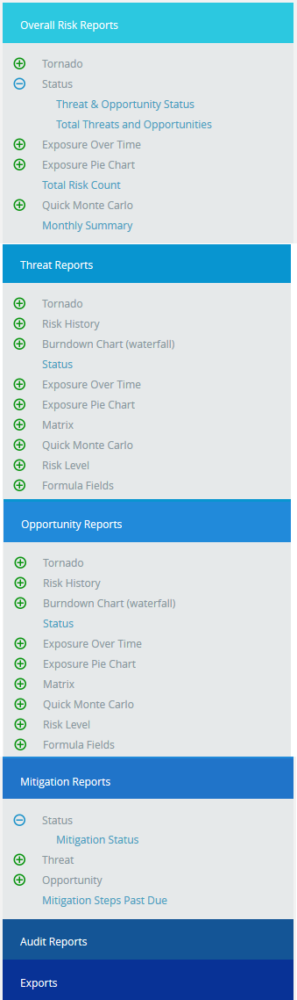 Overall Risk Reports
Tornado
Status
Threat & Opportunity Status
Total Threats and Opportunities
Exposure Over Time
Exposure Pie Chart
Total Risk Count
Quick Monte Carlo
Monthly Summary
Threat Reports
Tornado
Risk History
Burndown Chart (waterfall)
Status
Exposure Over Time
Exposure Pie Chart
Matrix
Quick Monte Carlo
Risk Level
Formula Fields
Opportunity Reports
Tornado
Risk History
Burndown Chart (waterfall)
Status
Exposure Over Time
Exposure Pie Chart
Matrix
Quick Monte Carlo
Risk Level
Formula Fields
Mitigation Reports
Status
Mitigation Status
Threat
Opportunity
Mitigation Steps Past Due
Audit Reports
Exports